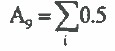 A₉ = ∑ᵢ 0.5